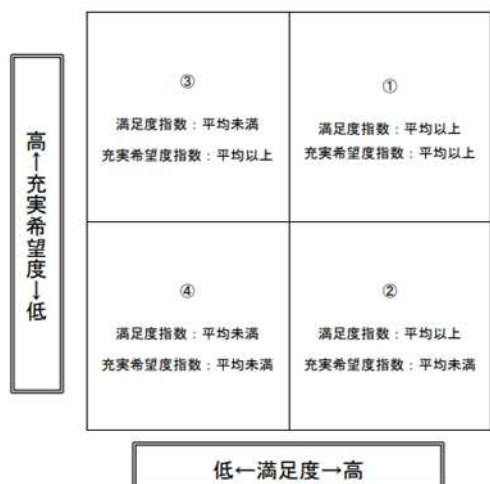 高←充実希望度→低
③
満足度指数：平均未満
充実希望度指数：平均以上
①
満足度指数：平均以上
充実希望度指数：平均以上
④
満足度指数：平均未満
充実希望度指数：平均未満
②
満足度指数：平均以上
充実希望度指数：平均未満
低←満足度→高